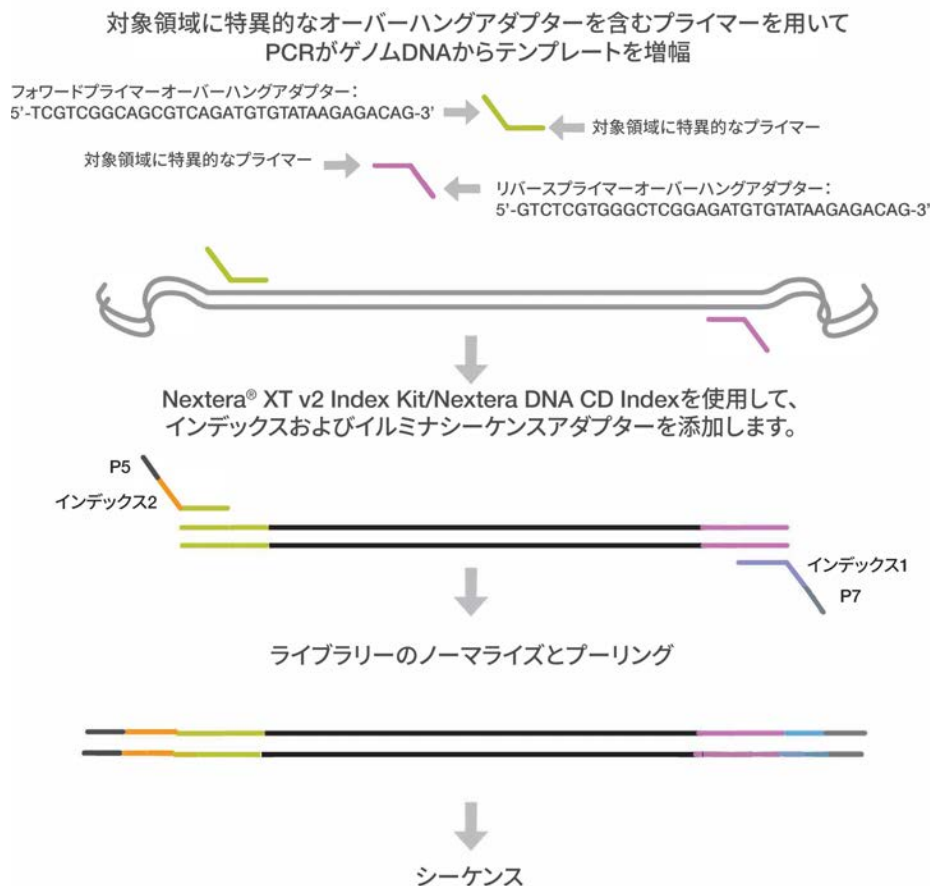 対象領域に特異的なオーバーハングアダプターを含むプライマーを用いて
PCRがゲノムDNAからテンプレートを増幅
フォワードプライマーオーバーハングアダプター：
5’-TCGTCGGCAGCGTCAGATGTGTATAAGAGACAG-3’
対象領域に特異的なプライマー
対象領域に特異的なプライマー
リバースプライマーオーバーハングアダプター：
5’-GTCTCGTGGGCTCGGAGATGTGTATAAGAGACAG-3’
Nextera® XT v2 Index Kit/Nextera DNA CD Indexを使用して、
インデックスおよびイルミナシーケンスアダプターを添加します。
P5
インデックス2
インデックス1
P7
ライブラリーのノーマライズとプーリング
シーケンス